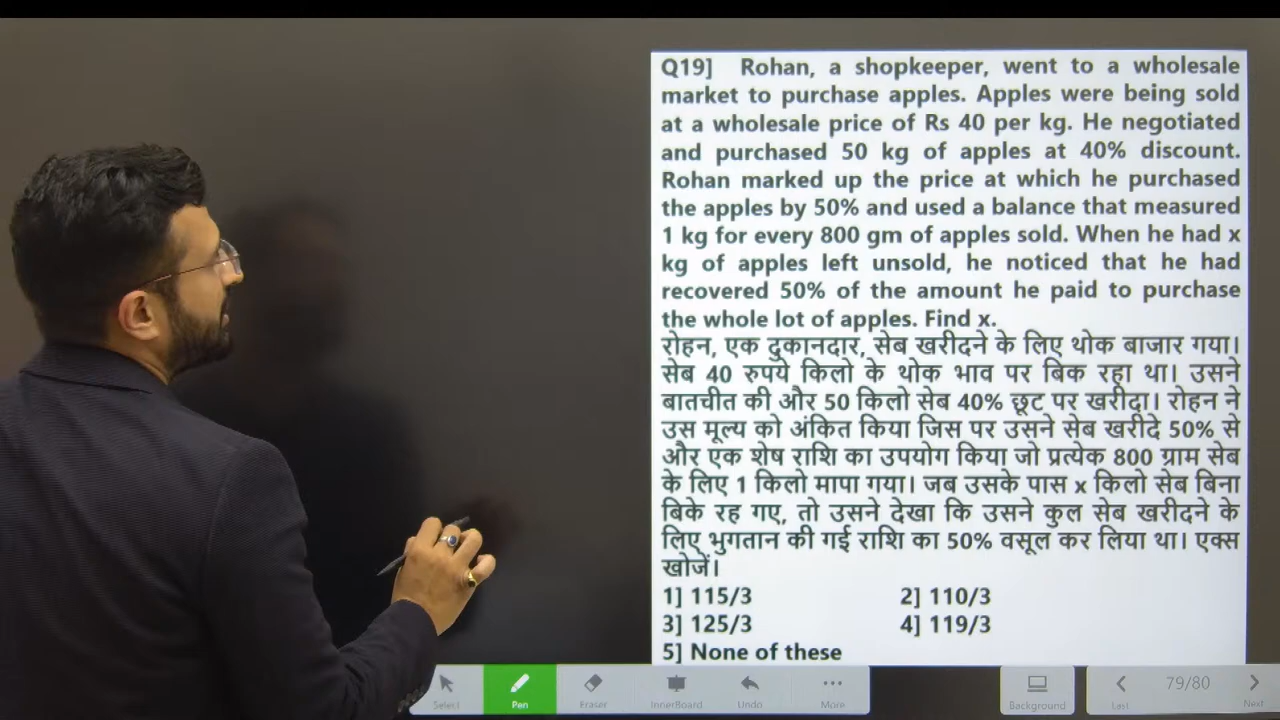 Q19] Rohan, a shopkeeper, went to a wholesale
market to purchase apples. Apples were being sold
at a wholesale price of Rs 40 per kg. He negotiated
and purchased 50 kg of apples at 40% discount.
Rohan marked up the price at which he purchased
the apples by 50% and used a balance that measured
1 kg for every 800 gm of apples sold. When he had x
kg of apples left unsold, he noticed that he had
recovered 50% of the amount he paid to purchase
the whole lot of apples. Find x.
रोहन, एक दुकानदार, सेब खरीदने के लिए थोक बाजार गया।
सेब 40 रुपये किलो के थोक भाव पर बिक रहा था। उसने
बातचीत की और 50 किलो सेब 40% छूट पर खरीदा। रोहन ने
उस मूल्य को अंकित किया जिस पर उसने सेब खरीदे 50% से
और एक शेष राशि का उपयोग किया जो प्रत्येक 800 ग्राम सेब
के लिए 1 किलो मापा गया। जब उसके पास x किलो सेब बिना
बिके रह गए, तो उसने देखा कि उसने कुल सेब खरीदने के
लिए भुगतान की गई राशि का 50% वसूल कर लिया था। एक्स
खोजें।
1] 115/3 2] 110/3
3] 125/3 4] 119/3
5] None of these
Select Pen Eraser InnerBoard Undo More Background Last 79/80 Next